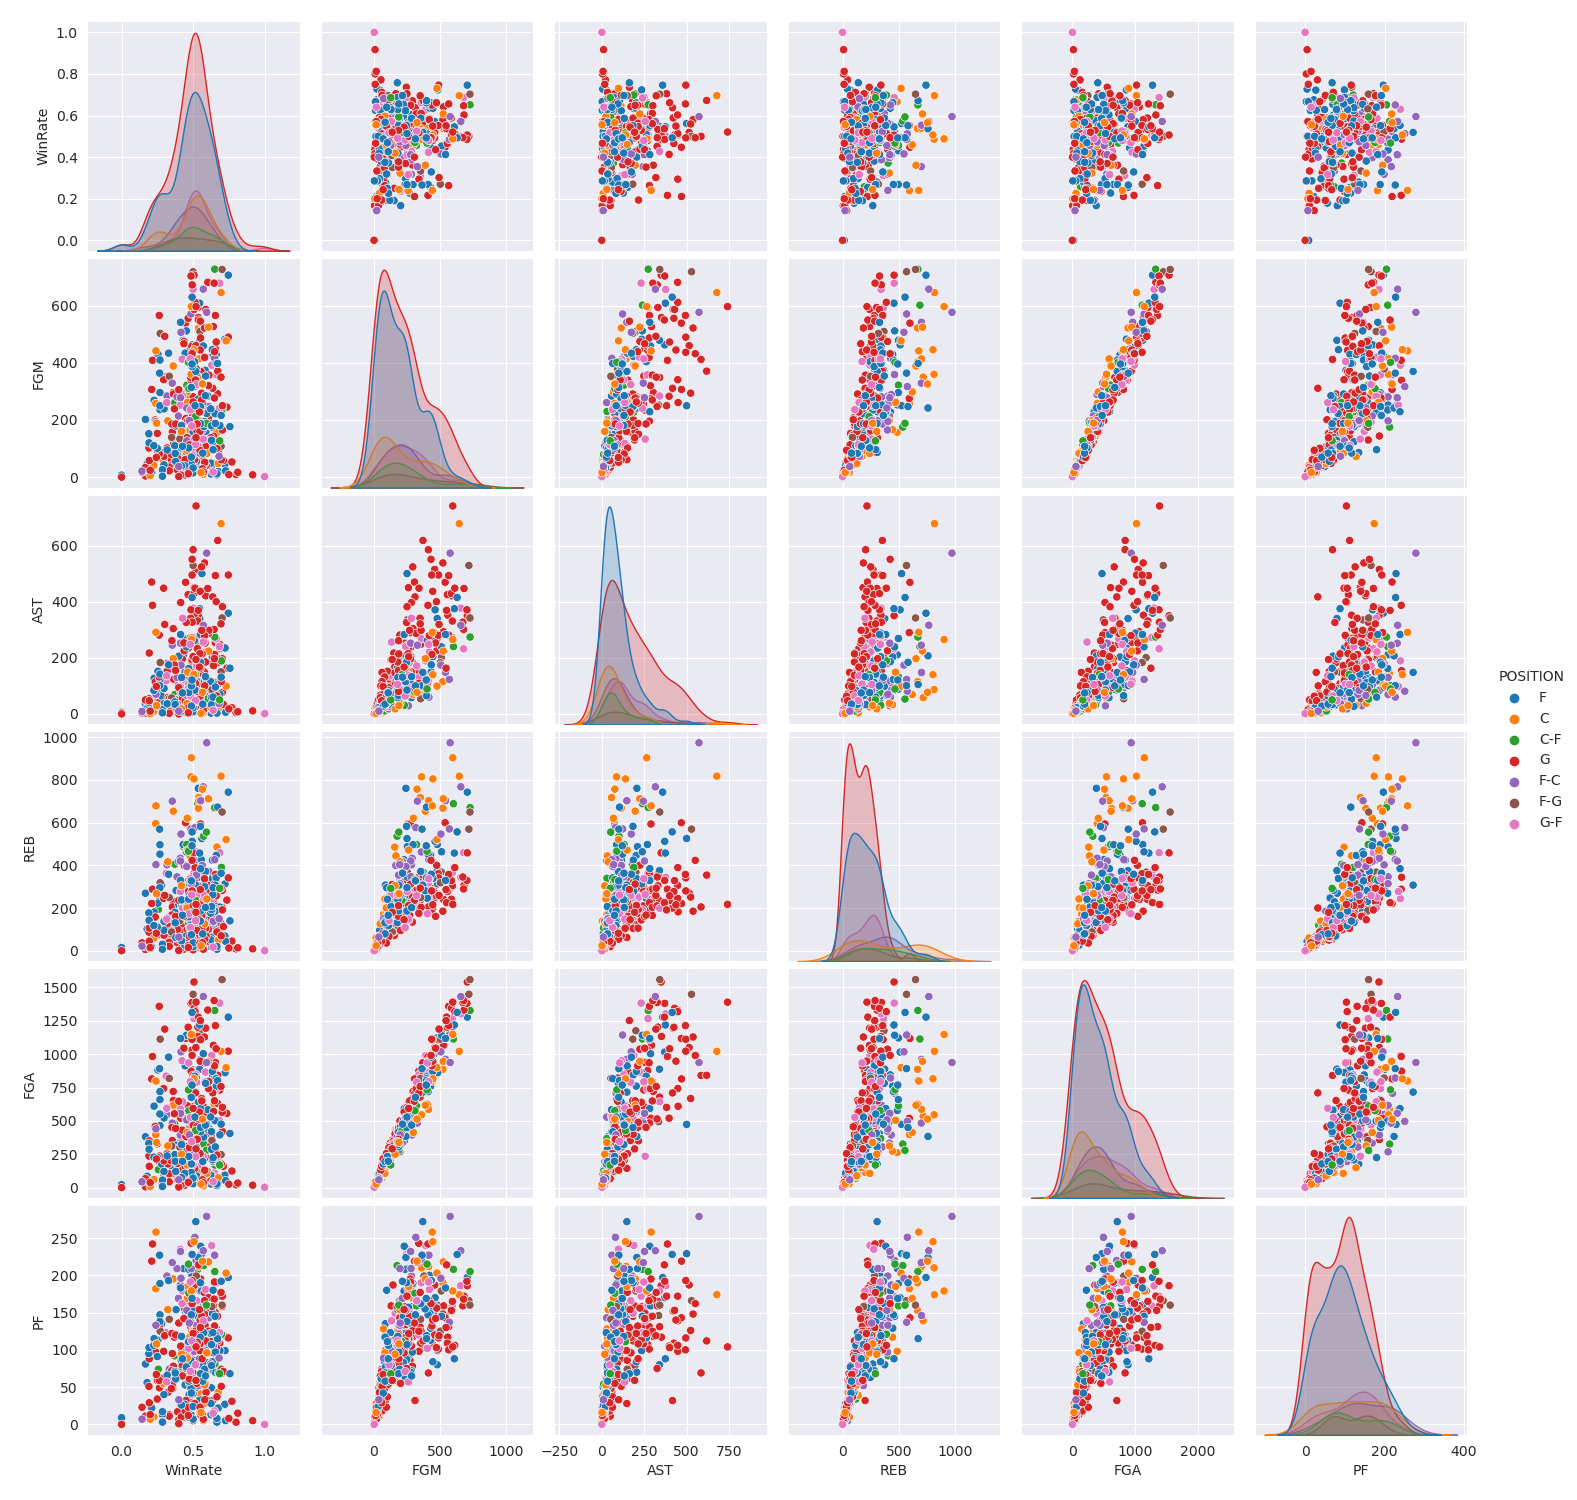 1.0
0.8
0.6
0.4
0.2
0.0
WinRate
600
400
200
0
FGM
600
400
200
0
AST
1000
800
600
400
200
0
REB
1500
1250
1000
750
500
250
0
FGA
250
200
150
100
50
0
PF
0.0 0.5 1.0
WinRate
0 500 1000
FGM
−250 0 250 500 750
AST
0 500 1000
REB
0 1000 2000
FGA
0 200 400
PF
POSITION
F
C
C-F
G
F-C
F-G
G-F